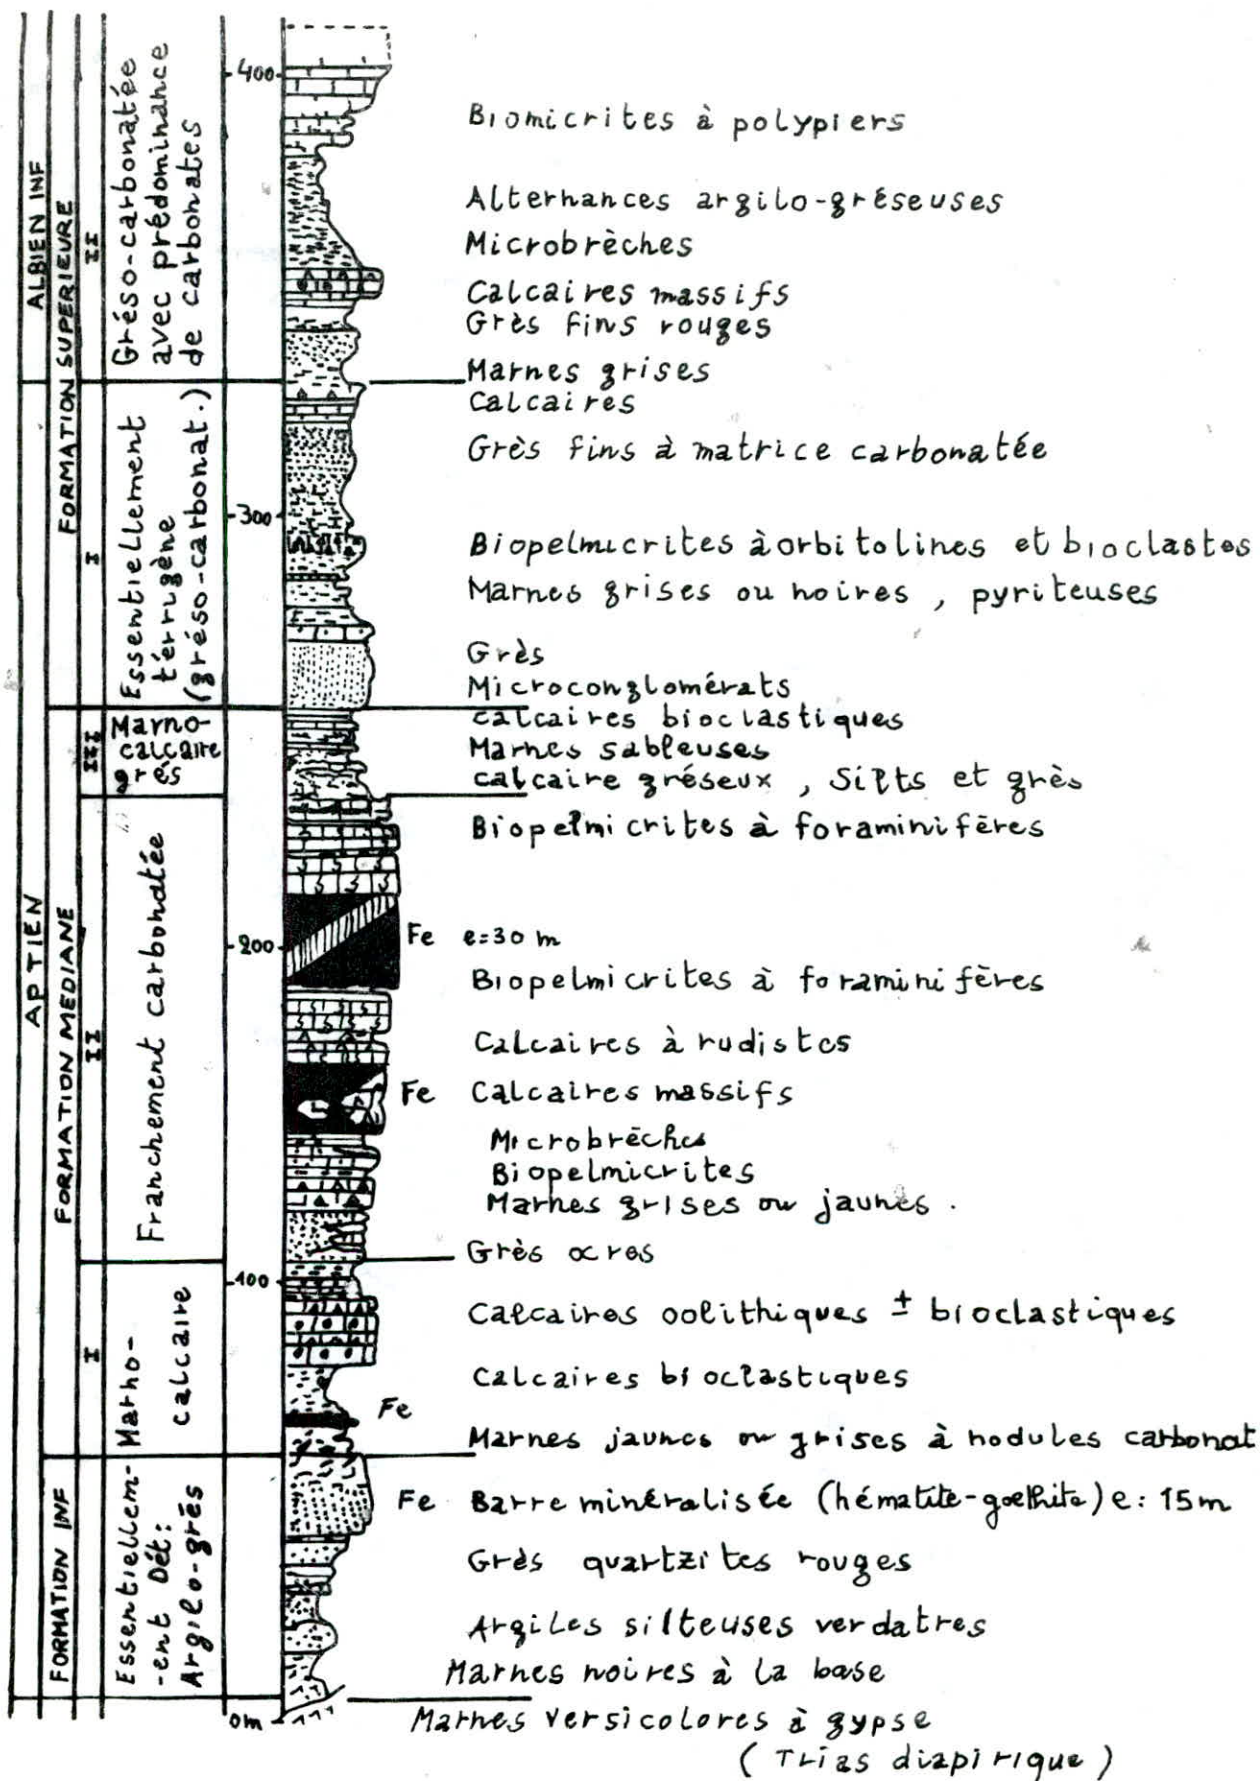 ALBIEN INF
APTIEN
FORMATION SUPERIEURE
FORMATION MEDIANE
FORMATION INF
II
I
III
II
I
Gréso-carbonatée
avec prédominance
de carbonates
Essentiellement
térrugène
(gréso-carbonat.)
Marno-
calcaire
grés
Franchement carbonatée
Marno-
calcaire
Essentiellem-
-ent Dét:
Argilo-grés
400
300
200
100
0m
Biomicrites à polypiers
Alternances argilo-gréseuses
Microbrèches
Calcaires massifs
Grès fins rouges
Marnes grises
Calcaires
Grès fins à matrice carbonatée
Biopelmicrites à orbitolines et bioclastes
Marnes grises ou noires, pyriteuses
Grès
Microconglomérats
calcaires bioclastiques
Marnes sableuses
calcaire gréseux, Silts et grès
Biopelmicrites à foraminifères
Fe e=30 m
Biopelmicrites à foraminifères
Calcaires à rudistes
Fe Calcaires massifs
Microbrèches
Biopelmicrites
Marnes grises ou jaunes.
Grès ocres
Calcaires oolithiques ± bioclastiques
Calcaires bioclastiques
Fe
Marnes jaunes ou grises à nodules carbonat
Fe Barre minéralisée (hématite-goethite) e: 15m
Grès quartzites rouges
Argiles silteuses verdatres
Marnes noires à la base
Marnes versicolores à gypse
(Trias diapirique)